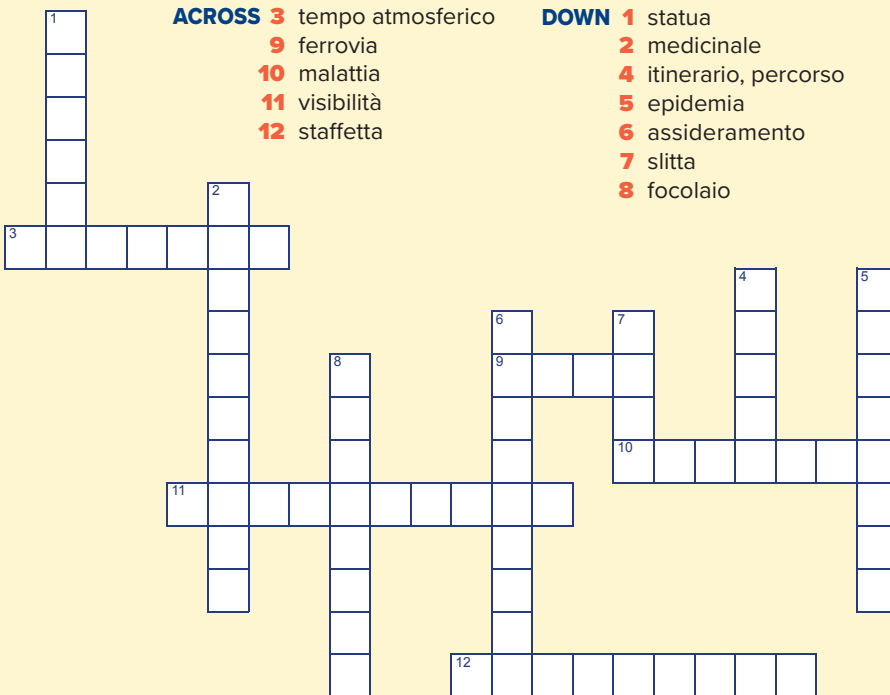 ACROSS 3 tempo atmosferico
9 ferrovia
10 malattia
11 visibilità
12 staffetta
DOWN 1 statua
2 medicinale
4 itinerario, percorso
5 epidemia
6 assideramento
7 slitta
8 focolaio
1
2
3
4
5
6
7
8
9
10
11
12